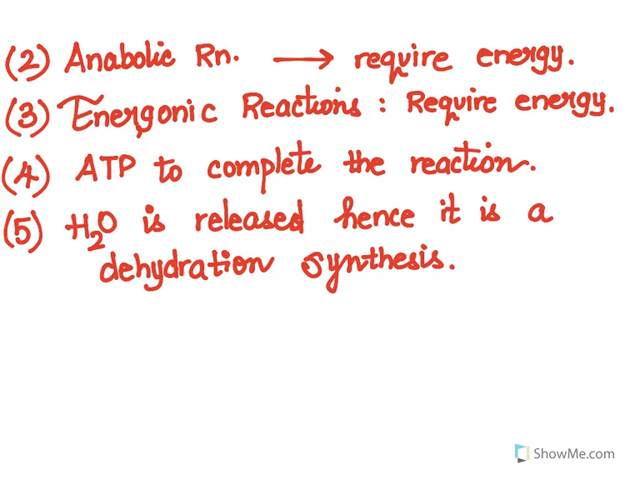 (2) Anabolic Rn. ⟶ require energy.
(3) Energonic Reactions : Require energy.
(4) ATP to complete the reaction.
(5) H₂O is released hence it is a
dehydration synthesis.
ShowMe.com